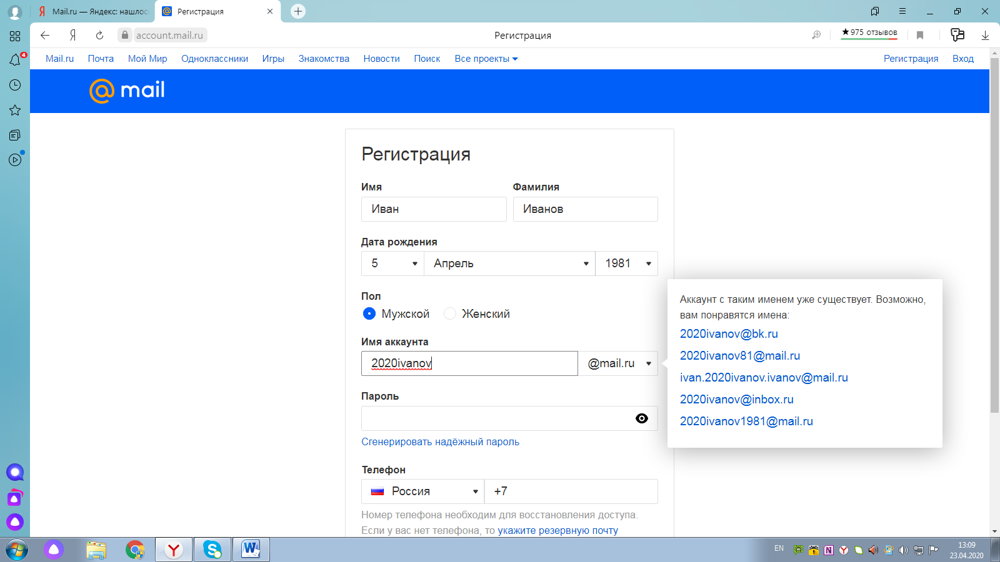 Mail.ru — Яндекс: нашлос
Регистрация
4
account.mail.ru
Регистрация
★975 отзывов
Mail.ru Почта Мой Мир Одноклассники Игры Знакомства Новости Поиск Все проекты Регистрация Вход
@ mail
Регистрация
Имя Фамилия
Иван Иванов
Дата рождения
5 Апрель 1981
Пол
Мужской Женский
Имя аккаунта
2020ivanov @mail.ru
Аккаунт с таким именем уже существует. Возможно,
вам понравятся имена:
2020ivanov@bk.ru
2020ivanov81@mail.ru
ivan.2020ivanov.ivanov@mail.ru
2020ivanov@inbox.ru
2020ivanov1981@mail.ru
Пароль
Сгенерировать надёжный пароль
Телефон
Россия +7
Номер телефона необходим для восстановления доступа.
Если у вас нет телефона, то укажите резервную почту
EN
13:09
23.04.2020